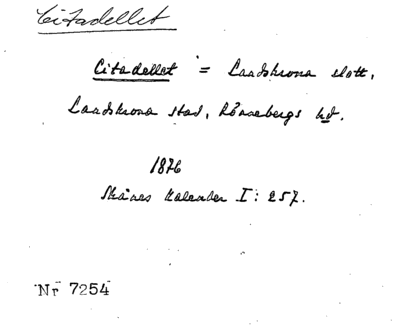 Citadellet
Citadellet = Landskrona slott,
Landskrona stad, Rönnebergs hd.
1876
Skånes Kalender I: 257.
Nr 7254